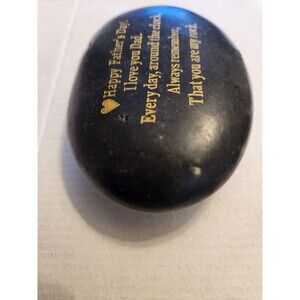 Happy Father's Day!
I love you Dad.
Every day, around the clock.
Always remember,
That you are my rock.